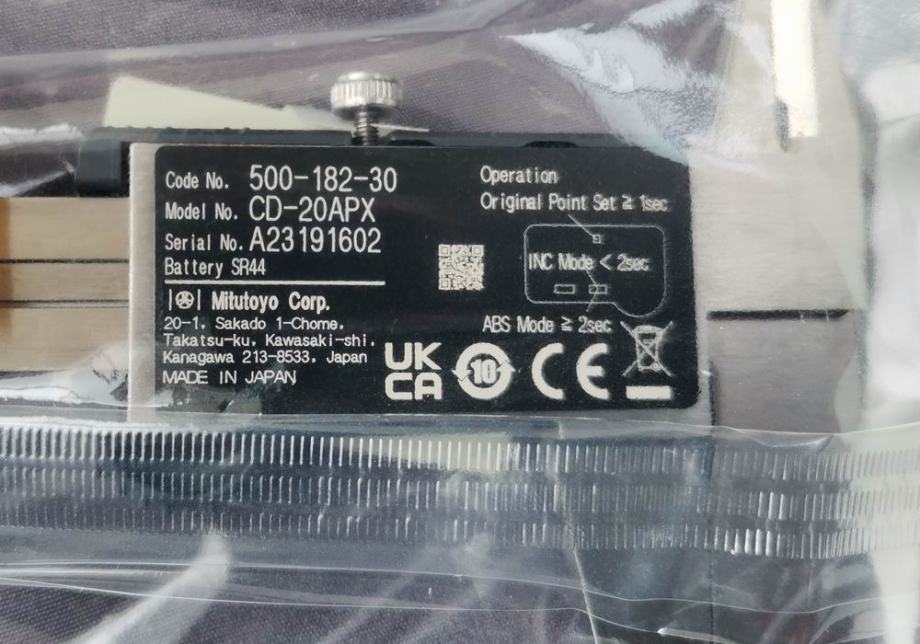 Code No. 500-182-30
Model No. CD-20APX
Serial No. A23191602
Battery SR44
Mitutoyo Corp.
20-1, Sakado 1-Chome,
Takatsu-ku, Kawasaki-shi,
Kanagawa 213-8533, Japan
MADE IN JAPAN
Operation
Original Point Set ≧ 1sec
INC Mode < 2sec
ABS Mode ≧ 2sec
UK
CA
10
CE